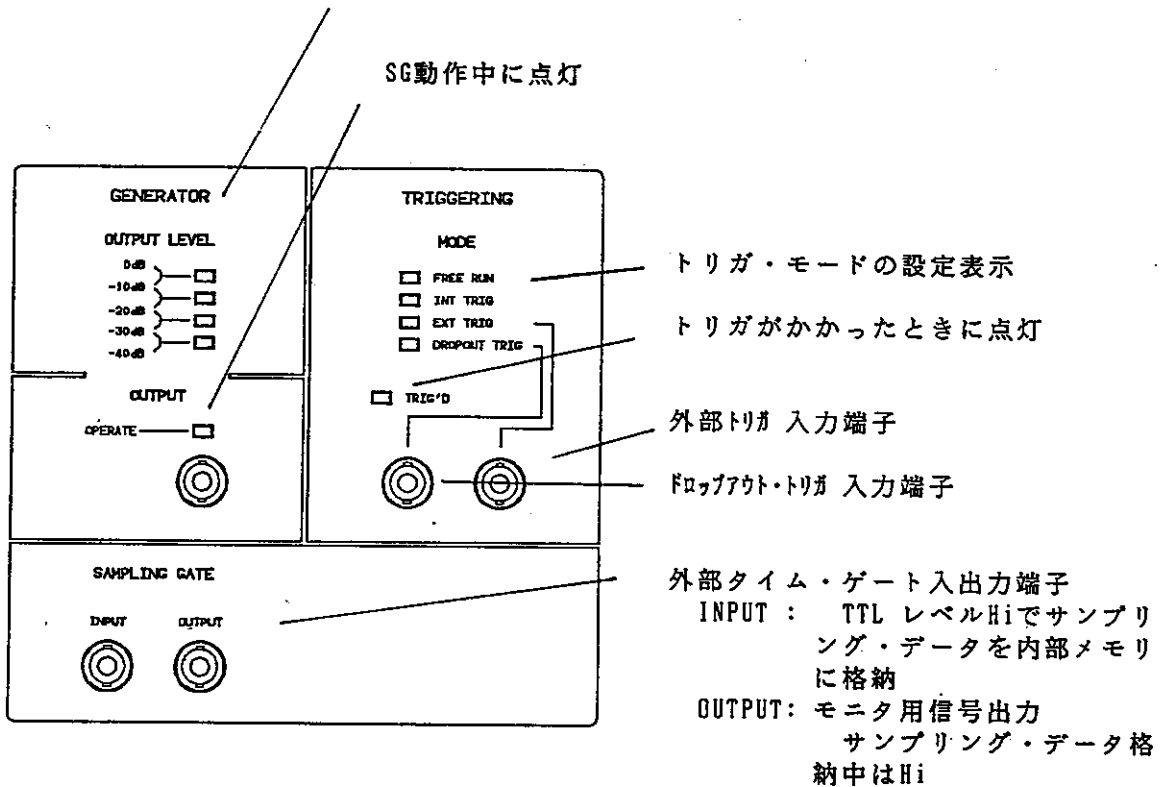 SG動作中に点灯
GENERATOR
OUTPUT LEVEL
0dB
-10dB
-20dB
-30dB
-40dB
OUTPUT
OPERATE
TRIGGERING
MODE
FREE RUN
INT TRIG
EXT TRIG
DROPOUT TRIG
TRIG'D
トリガ・モードの設定表示
トリガがかかったときに点灯
外部トリガ 入力端子
ドロップアウト・トリガ 入力端子
SAMPLING GATE
INPUT
OUTPUT
外部タイム・ゲート入出力端子
INPUT : TTL レベルHiでサンプリ
ング・データを内部メモリ
に格納
OUTPUT: モニタ用信号出力
サンプリング・データ格
納中はHi